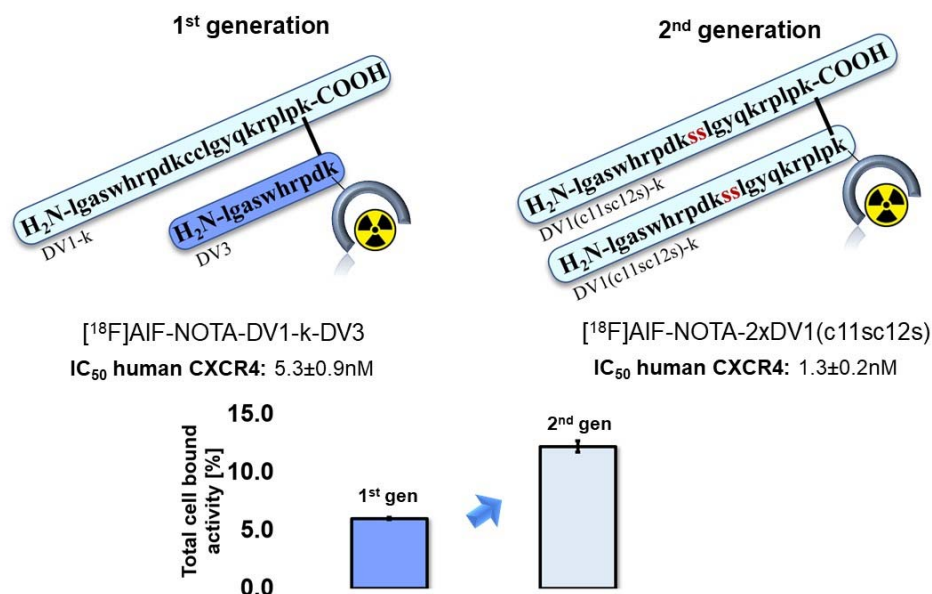 1st generation
2nd generation
H2N-lgaswhrpdkcclgyqkrplpk-COOH
DV1-k
H2N-lgaswhrpdk
DV3
H2N-lgaswhrpdksslgyqkrplpk-COOH
DV1(c11sc12s)-k
H2N-lgaswhrpdksslgyqkrplpk
DV1(c11sc12s)-k
[18F]AlF-NOTA-DV1-k-DV3
[18F]AlF-NOTA-2xDV1(c11sc12s)
IC50 human CXCR4: 5.3±0.9nM
IC50 human CXCR4: 1.3±0.2nM
Total cell bound
activity [%]
15.0
10.0
5.0
0.0
1st gen
2nd gen